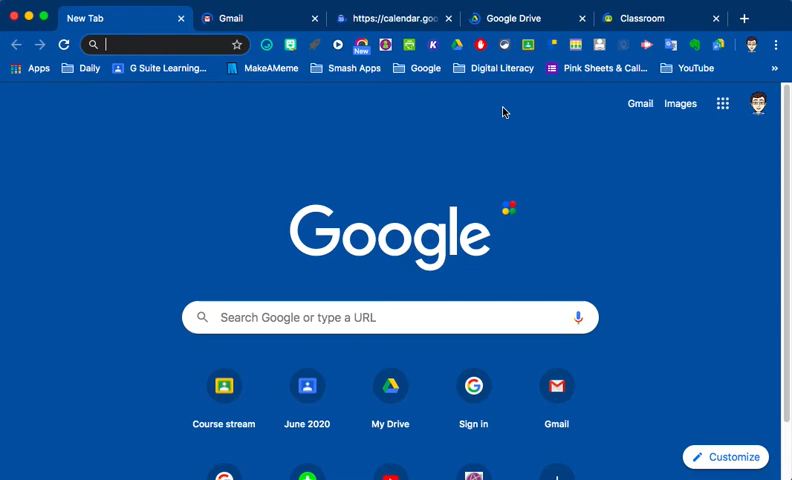 New Tab
Gmail
https://calendar.goo
Google Drive
Classroom
New
Apps
Daily
G Suite Learning...
MakeAMeme
Smash Apps
Google
Digital Literacy
Pink Sheets & Call...
YouTube
Gmail
Images
Google
Search Google or type a URL
Course stream
June 2020
My Drive
Sign in
Gmail
Customize